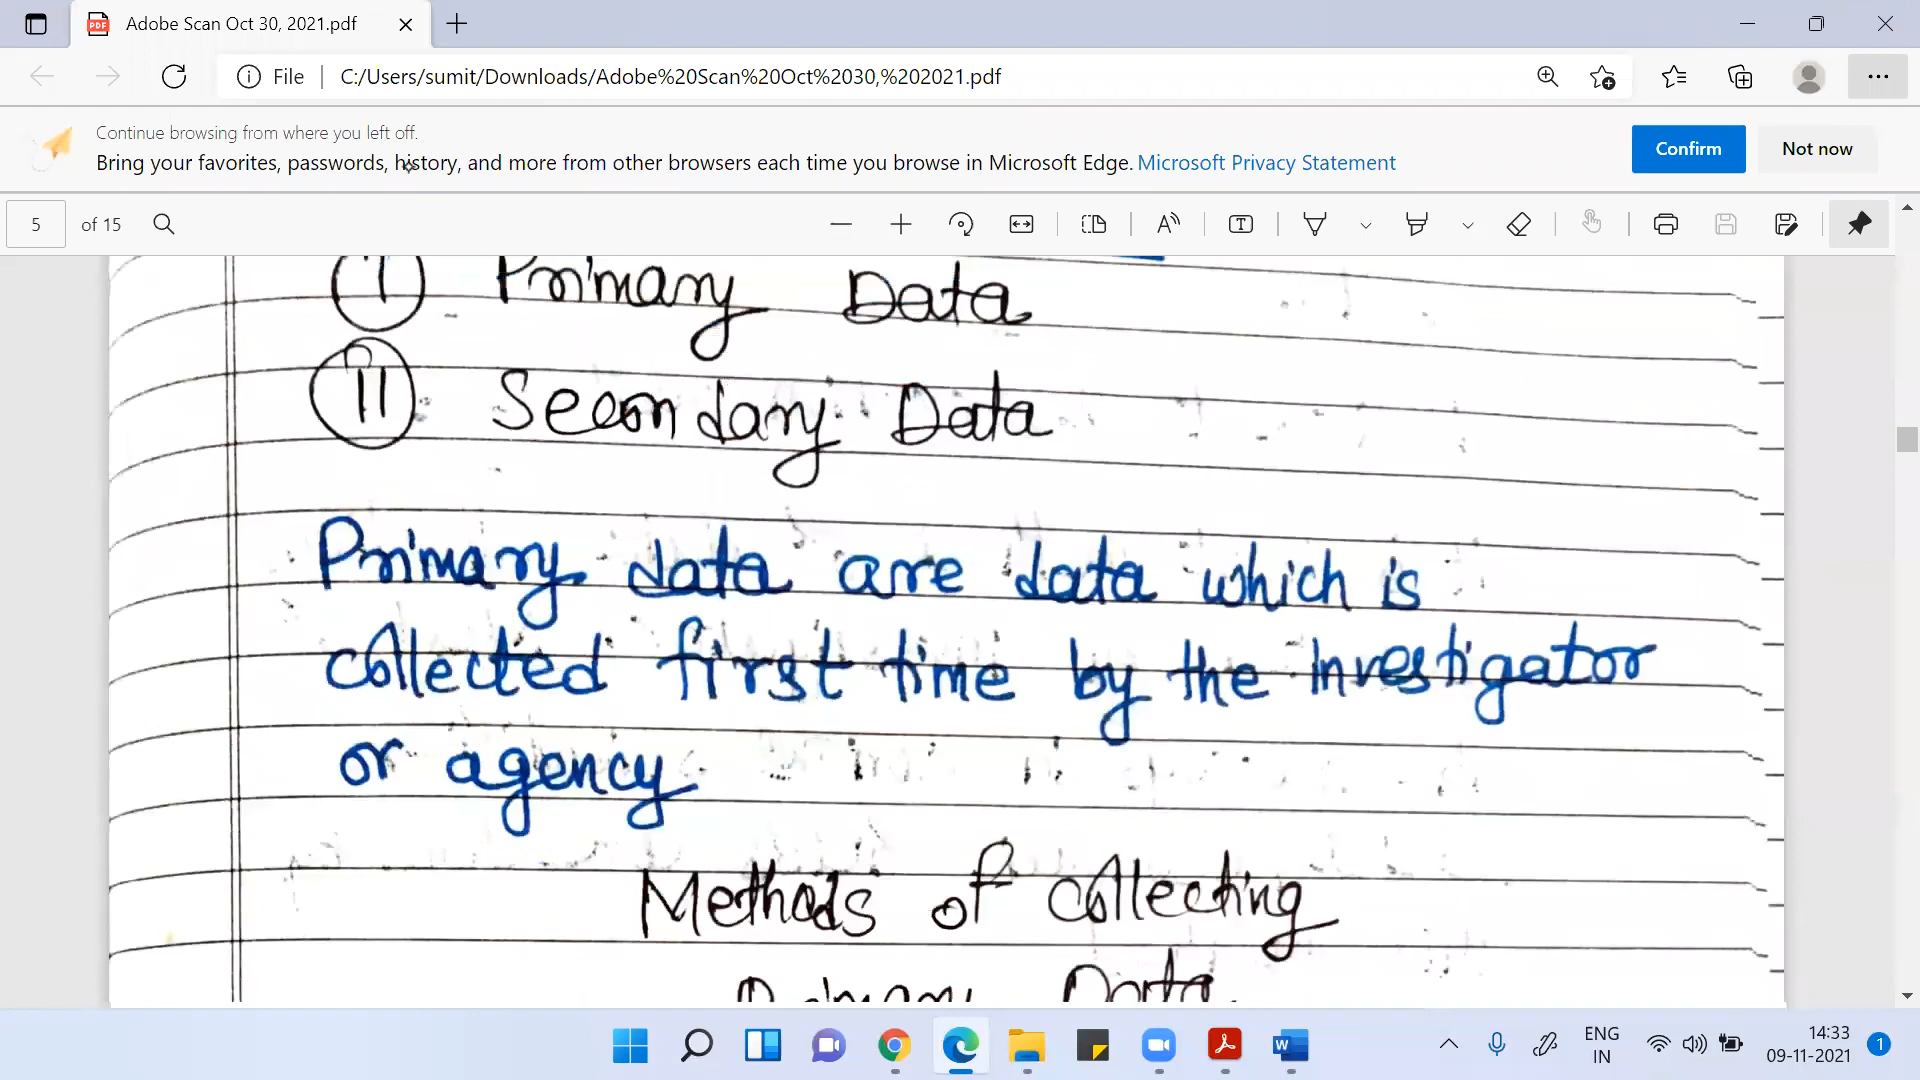 Adobe Scan Oct 30, 2021.pdf
File
C:/Users/sumit/Downloads/Adobe%20Scan%20Oct%2030,%202021.pdf
Continue browsing from where you left off.
Bring your favorites, passwords, history, and more from other browsers each time you browse in Microsoft Edge. Microsoft Privacy Statement
Confirm
Not now
5 of 15
I Primary Data
II Secondary Data
Primary data are data which is
collected first time by the investigator
or agency
Methods of collecting
Primary Data
ENG
IN
14:33
09-11-2021
1